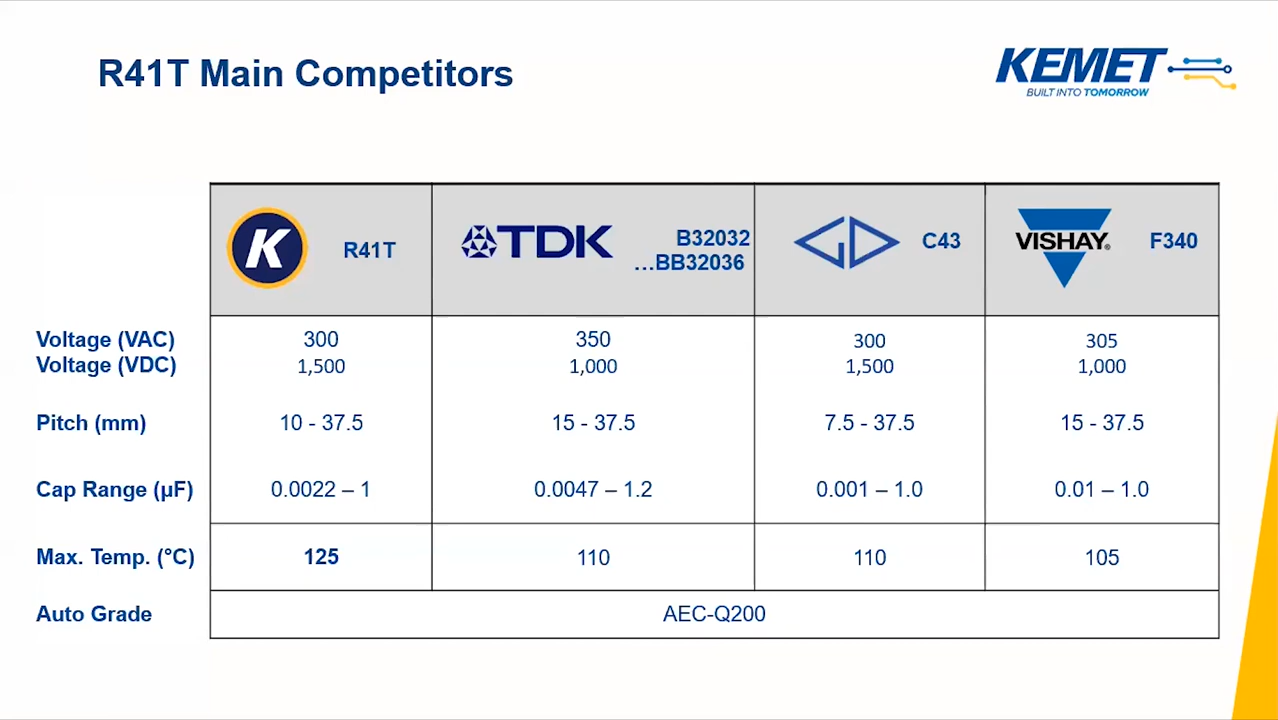 R41T Main Competitors
KEMET
BUILT INTO TOMORROW
K R41T
TDK B32032
...BB32036
C43
VISHAY® F340
Voltage (VAC) 300 350 300 305
Voltage (VDC) 1,500 1,000 1,500 1,000
Pitch (mm) 10 - 37.5 15 - 37.5 7.5 - 37.5 15 - 37.5
Cap Range (µF) 0.0022 – 1 0.0047 – 1.2 0.001 – 1.0 0.01 – 1.0
Max. Temp. (°C) 125 110 110 105
Auto Grade AEC-Q200